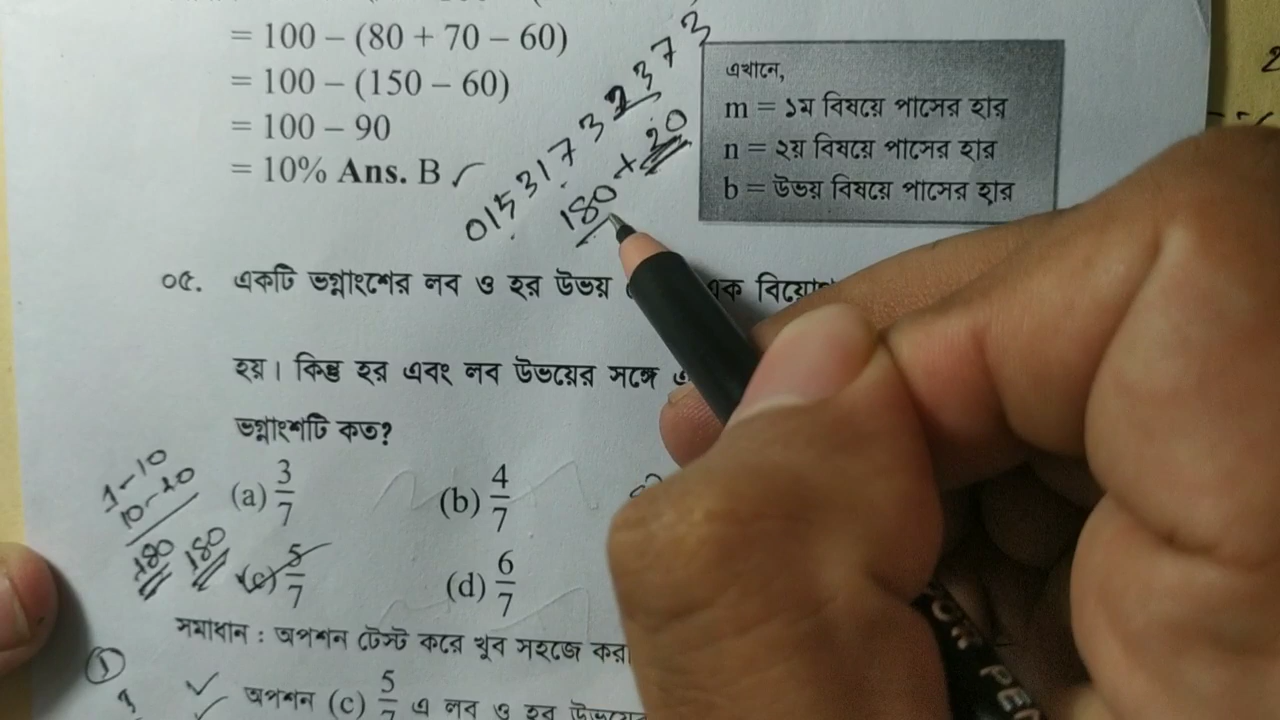 = 100 – (80 + 70 – 60)
= 100 – (150 – 60)
= 100 – 90
= 10% Ans. B ✓
01531732373
180 + 20
এখানে,
m = ১ম বিষয়ে পাসের হার
n = ২য় বিষয়ে পাসের হার
b = উভয় বিষয়ে পাসের হার
০৫. একটি ভগ্নাংশের লব ও হর উভয়
হয়। কিন্তু হর এবং লব উভয়ের সঙ্গে
ভগ্নাংশটি কত?
1–10
10–20
180 180
(a) 3/7 (b) 4/7
(c) 5/7 (d) 6/7
সমাধান : অপশন টেস্ট করে খুব সহজে করা
অপশন (c) 5/7 এ লব ও হর উভয়ের